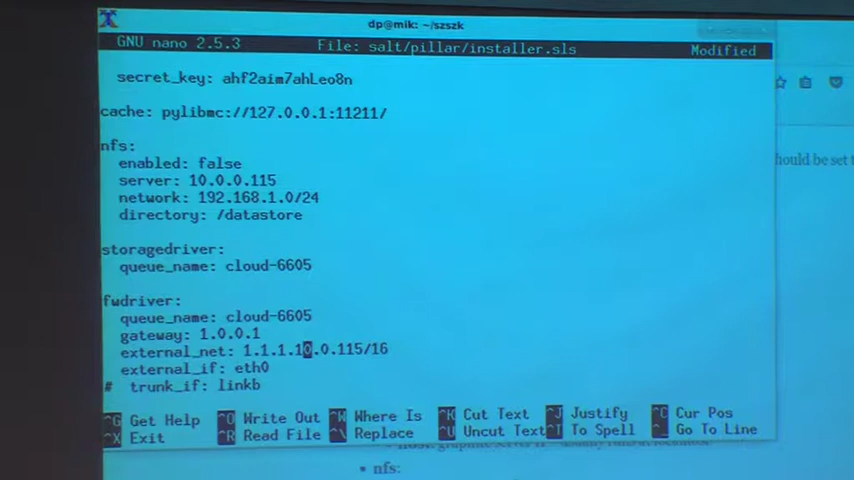 dp@mik: ~/szszk
GNU nano 2.5.3 File: salt/pillar/installer.sls Modified
secret_key: ahf2aim7ahLeo8n
cache: pylibmc://127.0.0.1:11211/
nfs:
enabled: false
server: 10.0.0.115
network: 192.168.1.0/24
directory: /datastore
storagedriver:
queue_name: cloud-6605
fwdriver:
queue_name: cloud-6605
gateway: 1.0.0.1
external_net: 1.1.1.10.0.115/16
external_if: eth0
# trunk_if: linkb
^G Get Help ^O Write Out ^W Where Is ^K Cut Text ^J Justify ^C Cur Pos
^X Exit ^R Read File ^\ Replace ^U Uncut Text ^T To Spell ^_ Go To Line
hould be set t
• nfs: